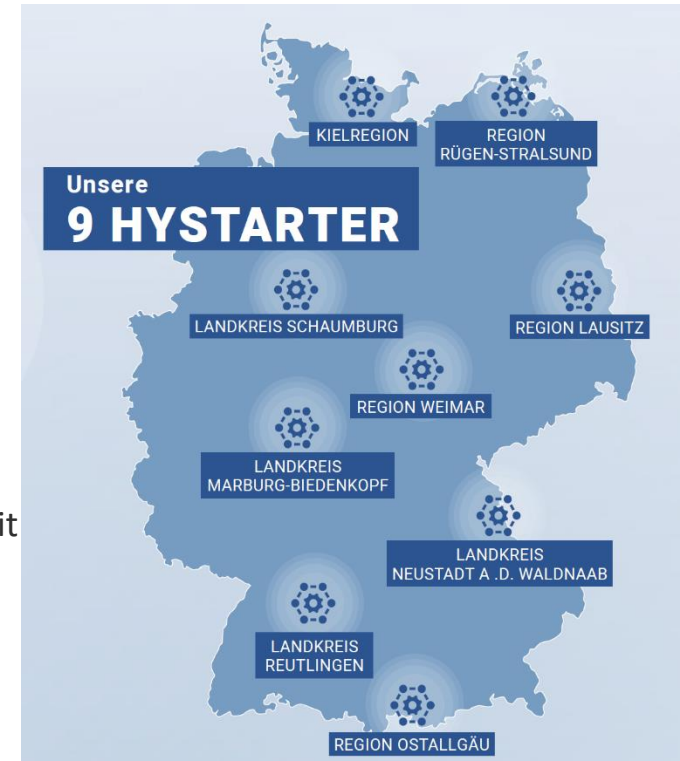 KIELREGION
REGION
RÜGEN-STRALSUND
Unsere
9 HYSTARTER
LANDKREIS SCHAUMBURG
REGION LAUSITZ
REGION WEIMAR
LANDKREIS
MARBURG-BIEDENKOPF
it
LANDKREIS
NEUSTADT A .D. WALDNAAB
LANDKREIS
REUTLINGEN
REGION OSTALLGÄU